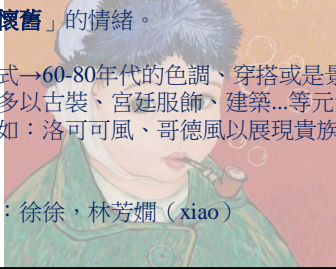 懷舊」的情緒。
式→60-80年代的色調、穿搭或是景
多以古裝、宮廷服飾、建築...等元
如：洛可可風、哥德風以展現貴族
：徐徐，林芳嫺（xiao）